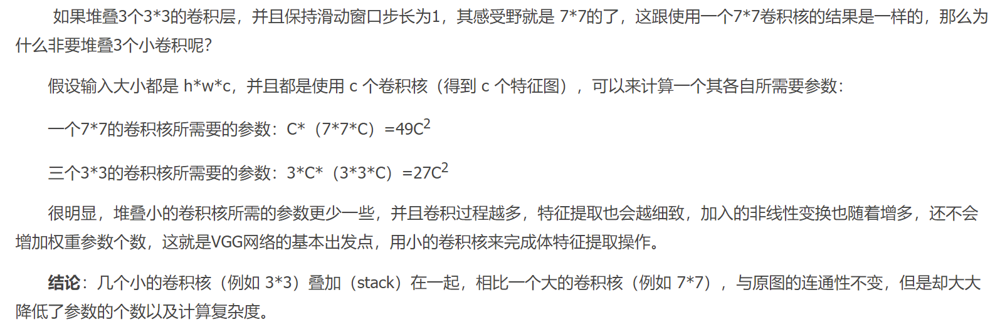 如果堆叠3个3*3的卷积层，并且保持滑动窗口步长为1，其感受野就是 7*7的了，这跟使用一个7*7卷积核的结果是一样的，那么为
什么非要堆叠3个小卷积呢？
假设输入大小都是 h*w*c，并且都是使用 c 个卷积核（得到 c 个特征图），可以来计算一个其各自所需要参数：
一个7*7的卷积核所需要的参数：C*（7*7*C）=49C²
三个3*3的卷积核所需要的参数：3*C*（3*3*C）=27C²
很明显，堆叠小的卷积核所需的参数更少一些，并且卷积过程越多，特征提取也会越细致，加入的非线性变换也随着增多，还不会
增加权重参数个数，这就是VGG网络的基本出发点，用小的卷积核来完成体特征提取操作。
结论：几个小的卷积核（例如 3*3）叠加（stack）在一起，相比一个大的卷积核（例如 7*7），与原图的连通性不变，但是却大大
降低了参数的个数以及计算复杂度。